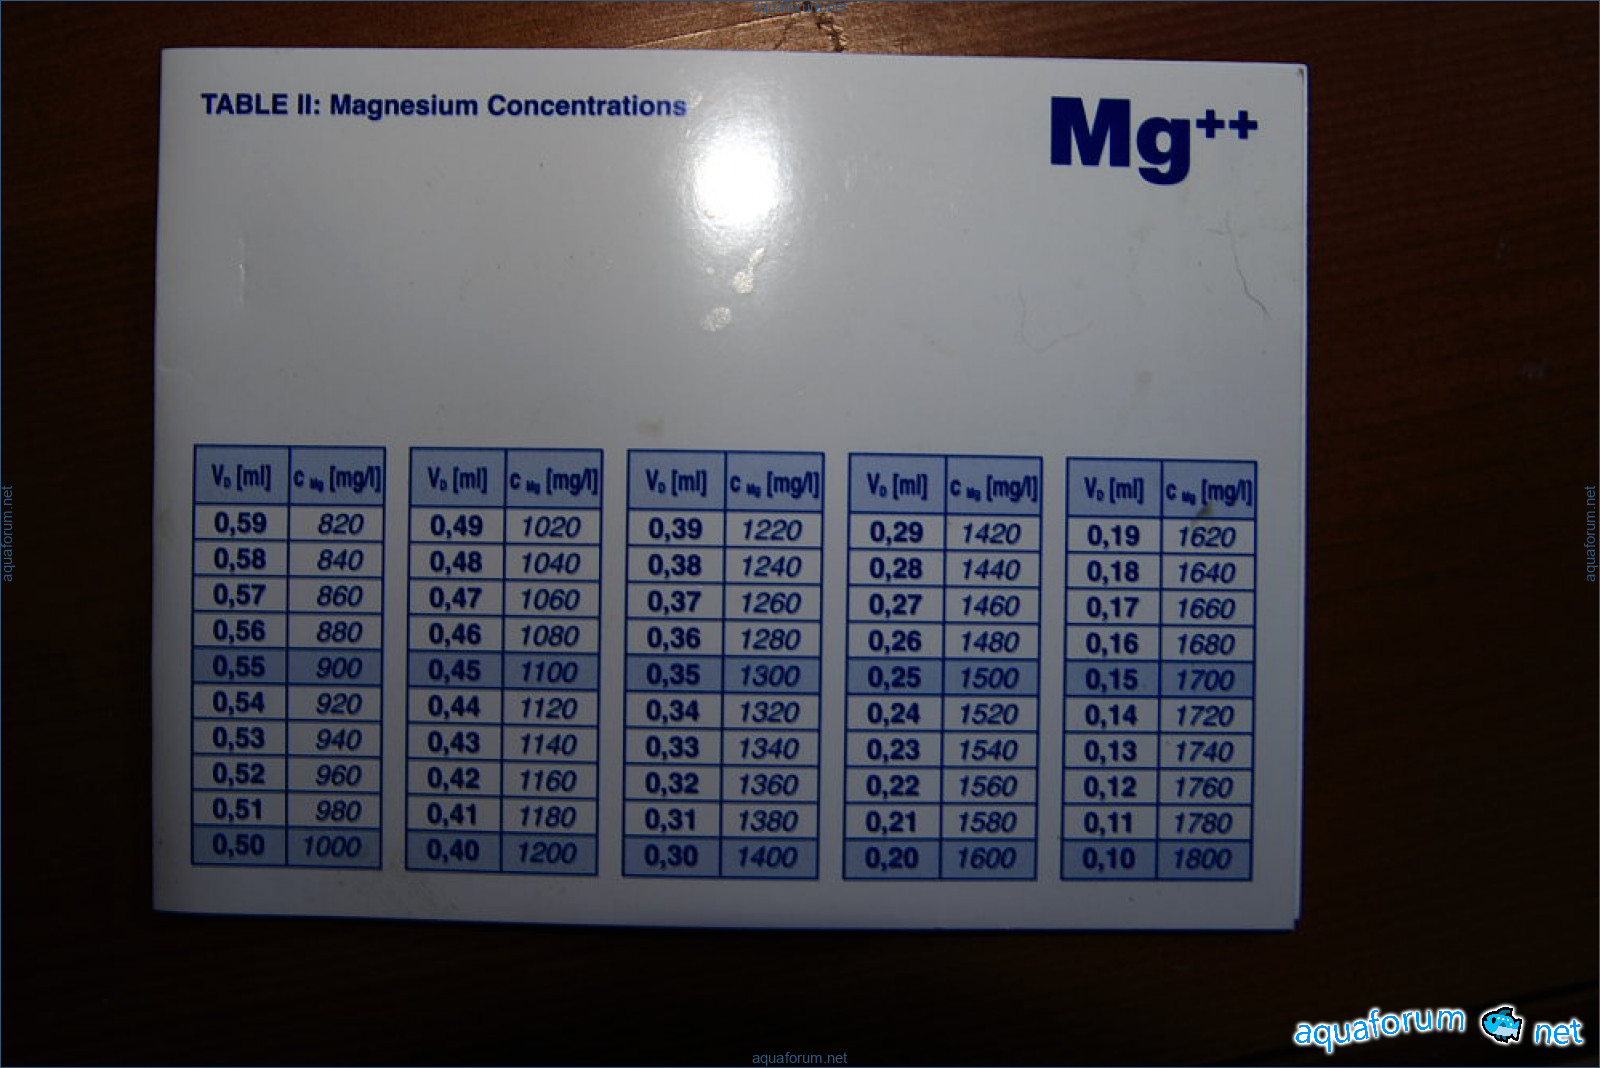 aquaforum.net
TABLE II: Magnesium Concentrations
Mg++
V_D [ml] c Mg [mg/l] V_D [ml] c Mg [mg/l] V_D [ml] c Mg [mg/l] V_D [ml] c Mg [mg/l] V_D [ml] c Mg [mg/l]
0,59 820 0,49 1020 0,39 1220 0,29 1420 0,19 1620
0,58 840 0,48 1040 0,38 1240 0,28 1440 0,18 1640
0,57 860 0,47 1060 0,37 1260 0,27 1460 0,17 1660
0,56 880 0,46 1080 0,36 1280 0,26 1480 0,16 1680
0,55 900 0,45 1100 0,35 1300 0,25 1500 0,15 1700
0,54 920 0,44 1120 0,34 1320 0,24 1520 0,14 1720
0,53 940 0,43 1140 0,33 1340 0,23 1540 0,13 1740
0,52 960 0,42 1160 0,32 1360 0,22 1560 0,12 1760
0,51 980 0,41 1180 0,31 1380 0,21 1580 0,11 1780
0,50 1000 0,40 1200 0,30 1400 0,20 1600 0,10 1800
aquaforum.net
aquaforum.net
aquaforum net
aquaforum.net